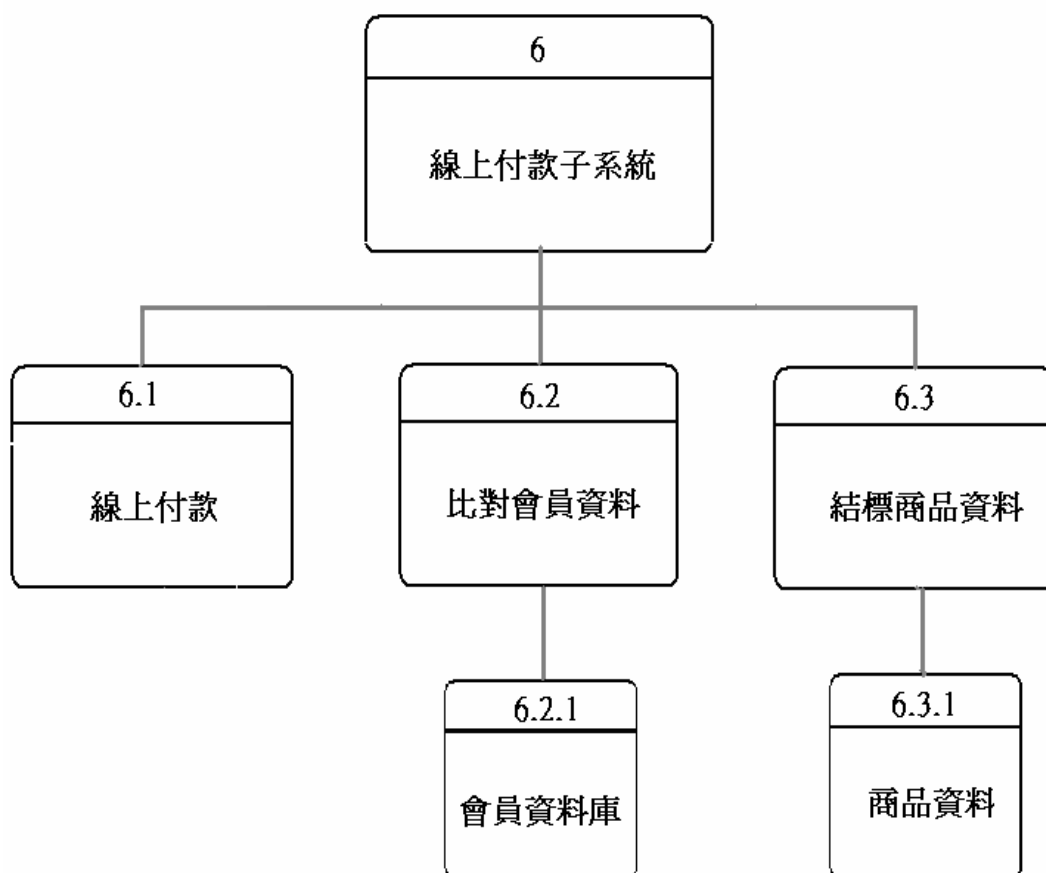 6
線上付款子系統
6.1
線上付款
6.2
比對會員資料
6.3
結標商品資料
6.2.1
會員資料庫
6.3.1
商品資料